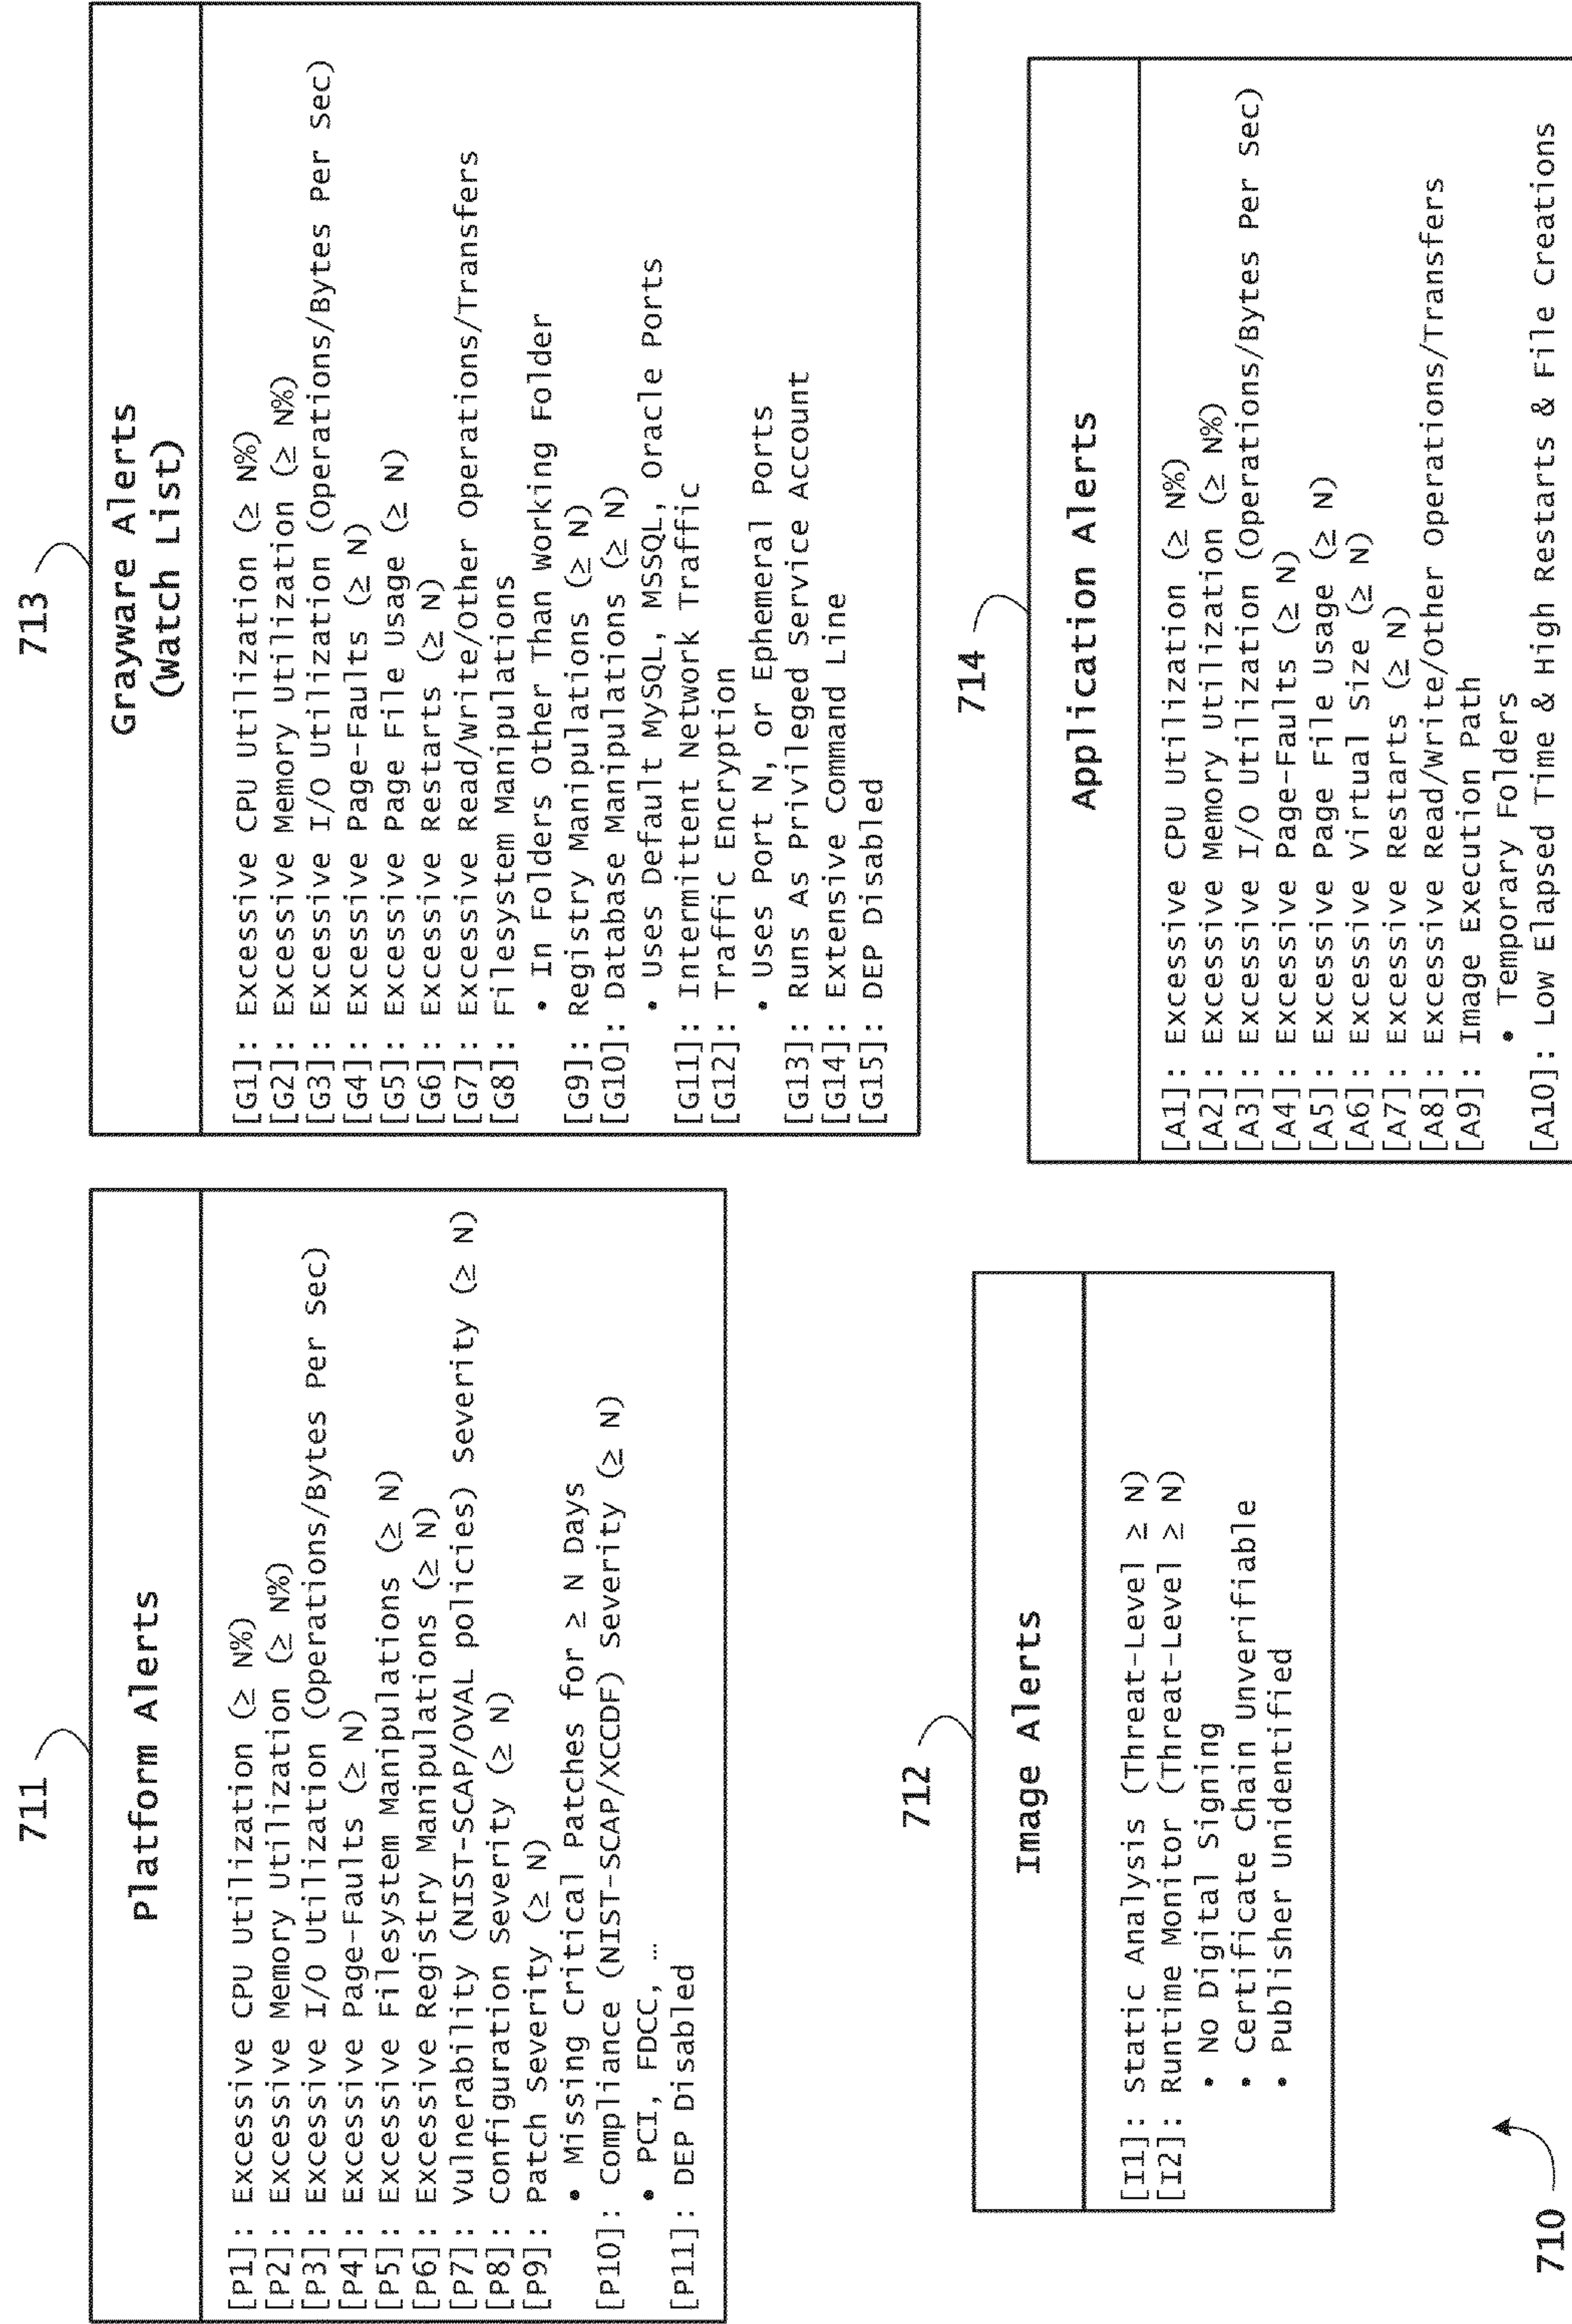 711
Platform Alerts
[P1]: Excessive CPU Utilization (≥ N%)
[P2]: Excessive Memory Utilization (≥ N%)
[P3]: Excessive I/O Utilization (Operations/Bytes Per Sec)
[P4]: Excessive Page-Faults (≥ N)
[P5]: Excessive Filesystem Manipulations (≥ N)
[P6]: Excessive Registry Manipulations (≥ N)
[P7]: Vulnerability (NIST-SCAP/OVAL policies) Severity (≥ N)
[P8]: Configuration Severity (≥ N)
[P9]: Patch Severity (≥ N)
• Missing Critical Patches for ≥ N Days
[P10]: Compliance (NIST-SCAP/XCCDF) Severity (≥ N)
• PCI, FDCC, …
[P11]: DEP Disabled
713
Grayware Alerts
(Watch List)
[G1]: Excessive CPU Utilization (≥ N%)
[G2]: Excessive Memory Utilization (≥ N%)
[G3]: Excessive I/O Utilization (Operations/Bytes Per Sec)
[G4]: Excessive Page-Faults (≥ N)
[G5]: Excessive Page File Usage (≥ N)
[G6]: Excessive Restarts (≥ N)
[G7]: Excessive Read/Write/Other Operations/Transfers
[G8]: Filesystem Manipulations
• In Folders Other Than Working Folder
[G9]: Registry Manipulations (≥ N)
[G10]: Database Manipulations (≥ N)
• Uses Default MySQL, MSSQL, Oracle Ports
[G11]: Intermittent Network Traffic
[G12]: Traffic Encryption
• Uses Port N, or Ephemeral Ports
[G13]: Runs As Privileged Service Account
[G14]: Extensive Command Line
[G15]: DEP Disabled
712
Image Alerts
[I1]: Static Analysis (Threat-Level ≥ N)
[I2]: Runtime Monitor (Threat-Level ≥ N)
• No Digital Signing
• Certificate Chain Unverifiable
• Publisher Unidentified
714
Application Alerts
[A1]: Excessive CPU Utilization (≥ N%)
[A2]: Excessive Memory Utilization (≥ N%)
[A3]: Excessive I/O Utilization (Operations/Bytes Per Sec)
[A4]: Excessive Page-Faults (≥ N)
[A5]: Excessive Page File Usage (≥ N)
[A6]: Excessive Virtual Size (≥ N)
[A7]: Excessive Restarts (≥ N)
[A8]: Excessive Read/Write/Other Operations/Transfers
[A9]: Image Execution Path
• Temporary Folders
[A10]: Low Elapsed Time & High Restarts & File Creations
710